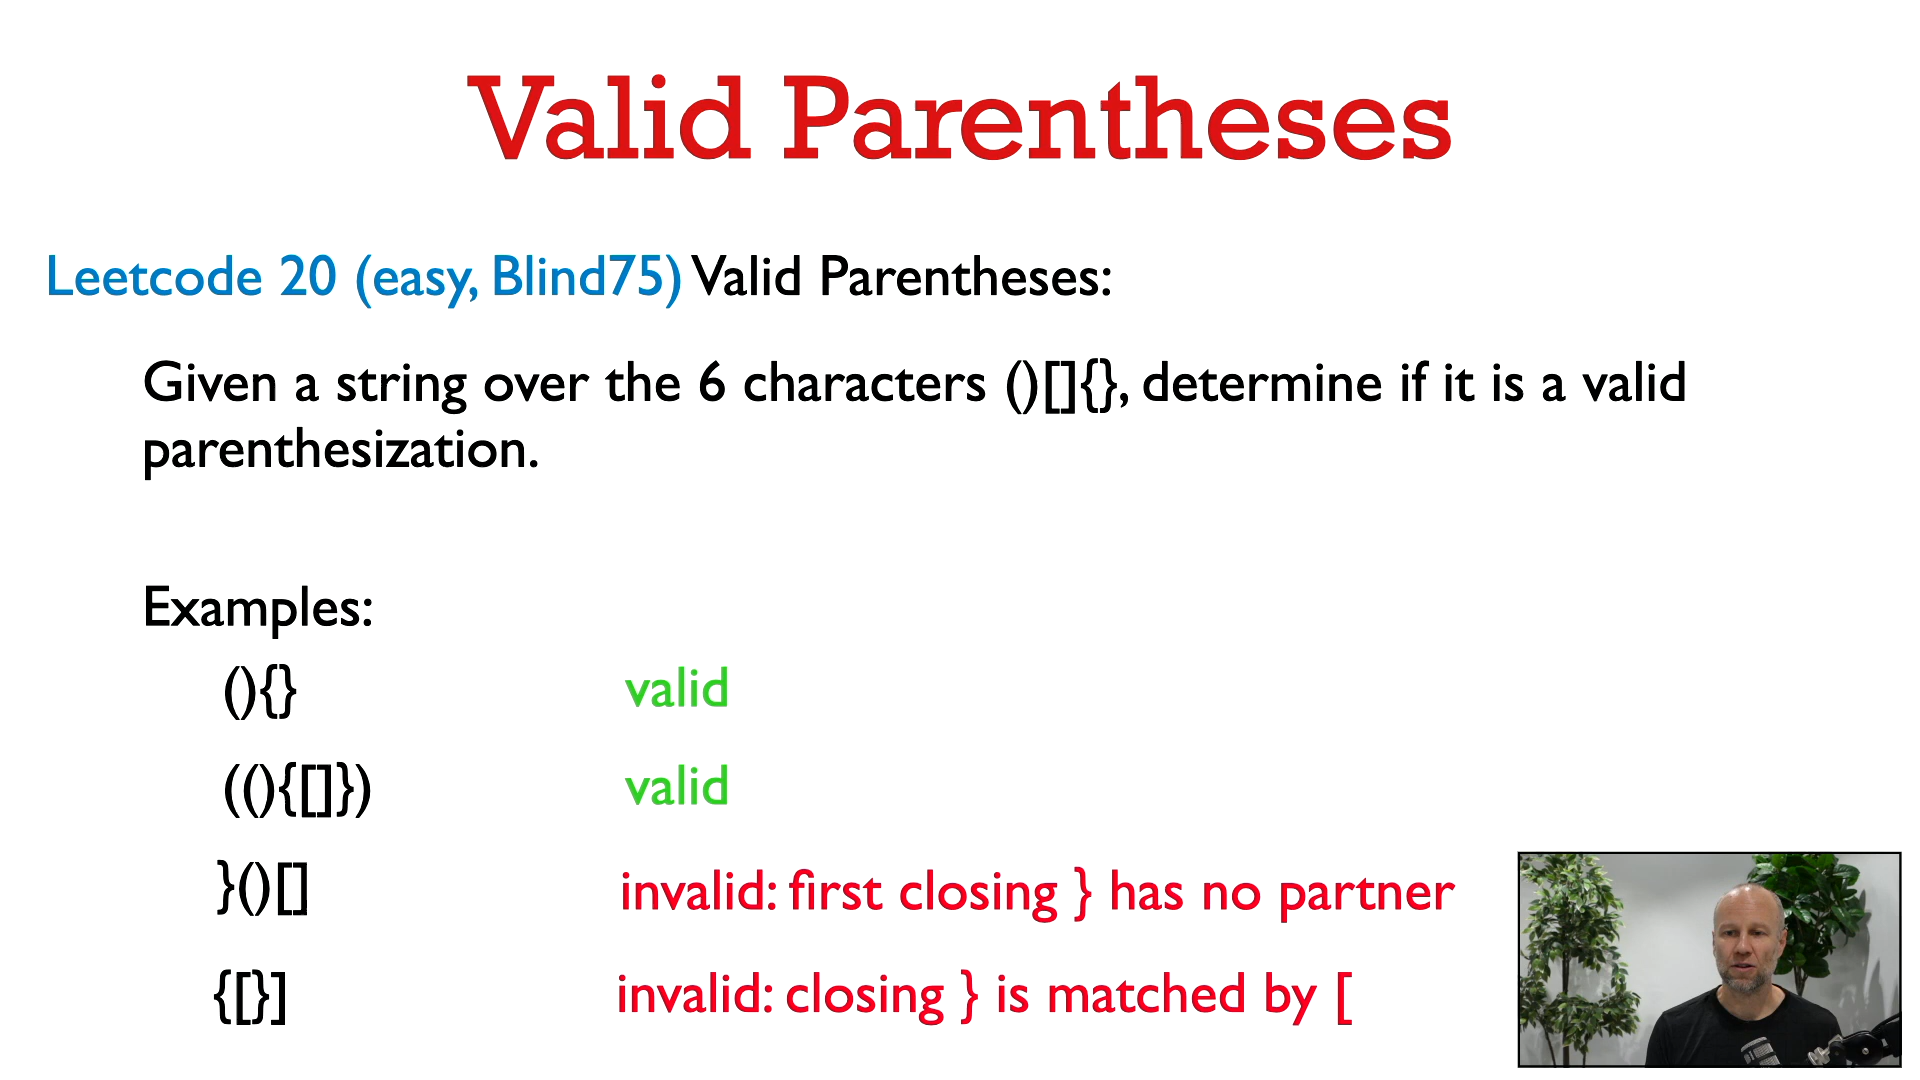 Valid Parentheses
Leetcode 20 (easy, Blind75) Valid Parentheses:
Given a string over the 6 characters ()[]{}, determine if it is a valid
parenthesization.
Examples:
(){} valid
((){[]}) valid
}()[] invalid: first closing } has no partner
{[}] invalid: closing } is matched by [